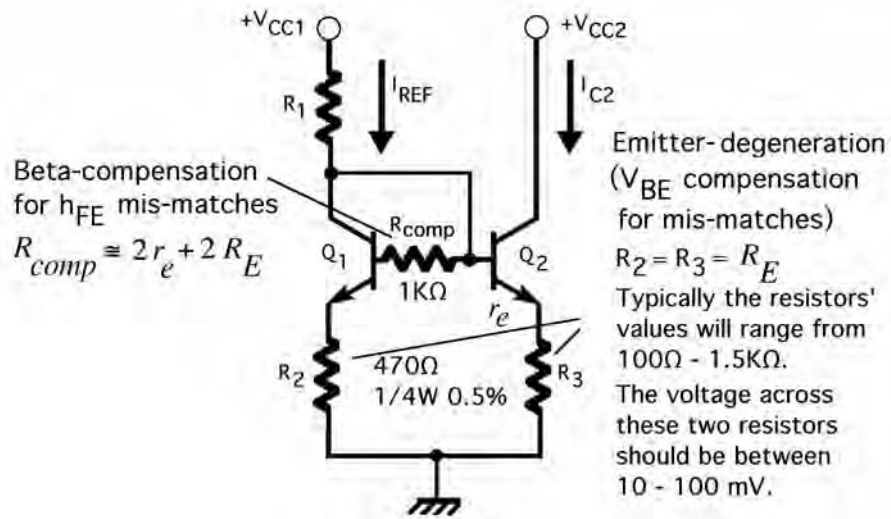 +VCC1
+VCC2
R1
IREF
IC2
Beta-compensation
for hFE mis-matches
Rcomp ≅ 2re + 2RE
Rcomp
Q1
Q2
1KΩ
re
Emitter-degeneration
(VBE compensation
for mis-matches)
R2 = R3 = RE
Typically the resistors'
values will range from
100Ω - 1.5KΩ.
The voltage across
these two resistors
should be between
10 - 100 mV.
R2
470Ω
1/4W 0.5%
R3